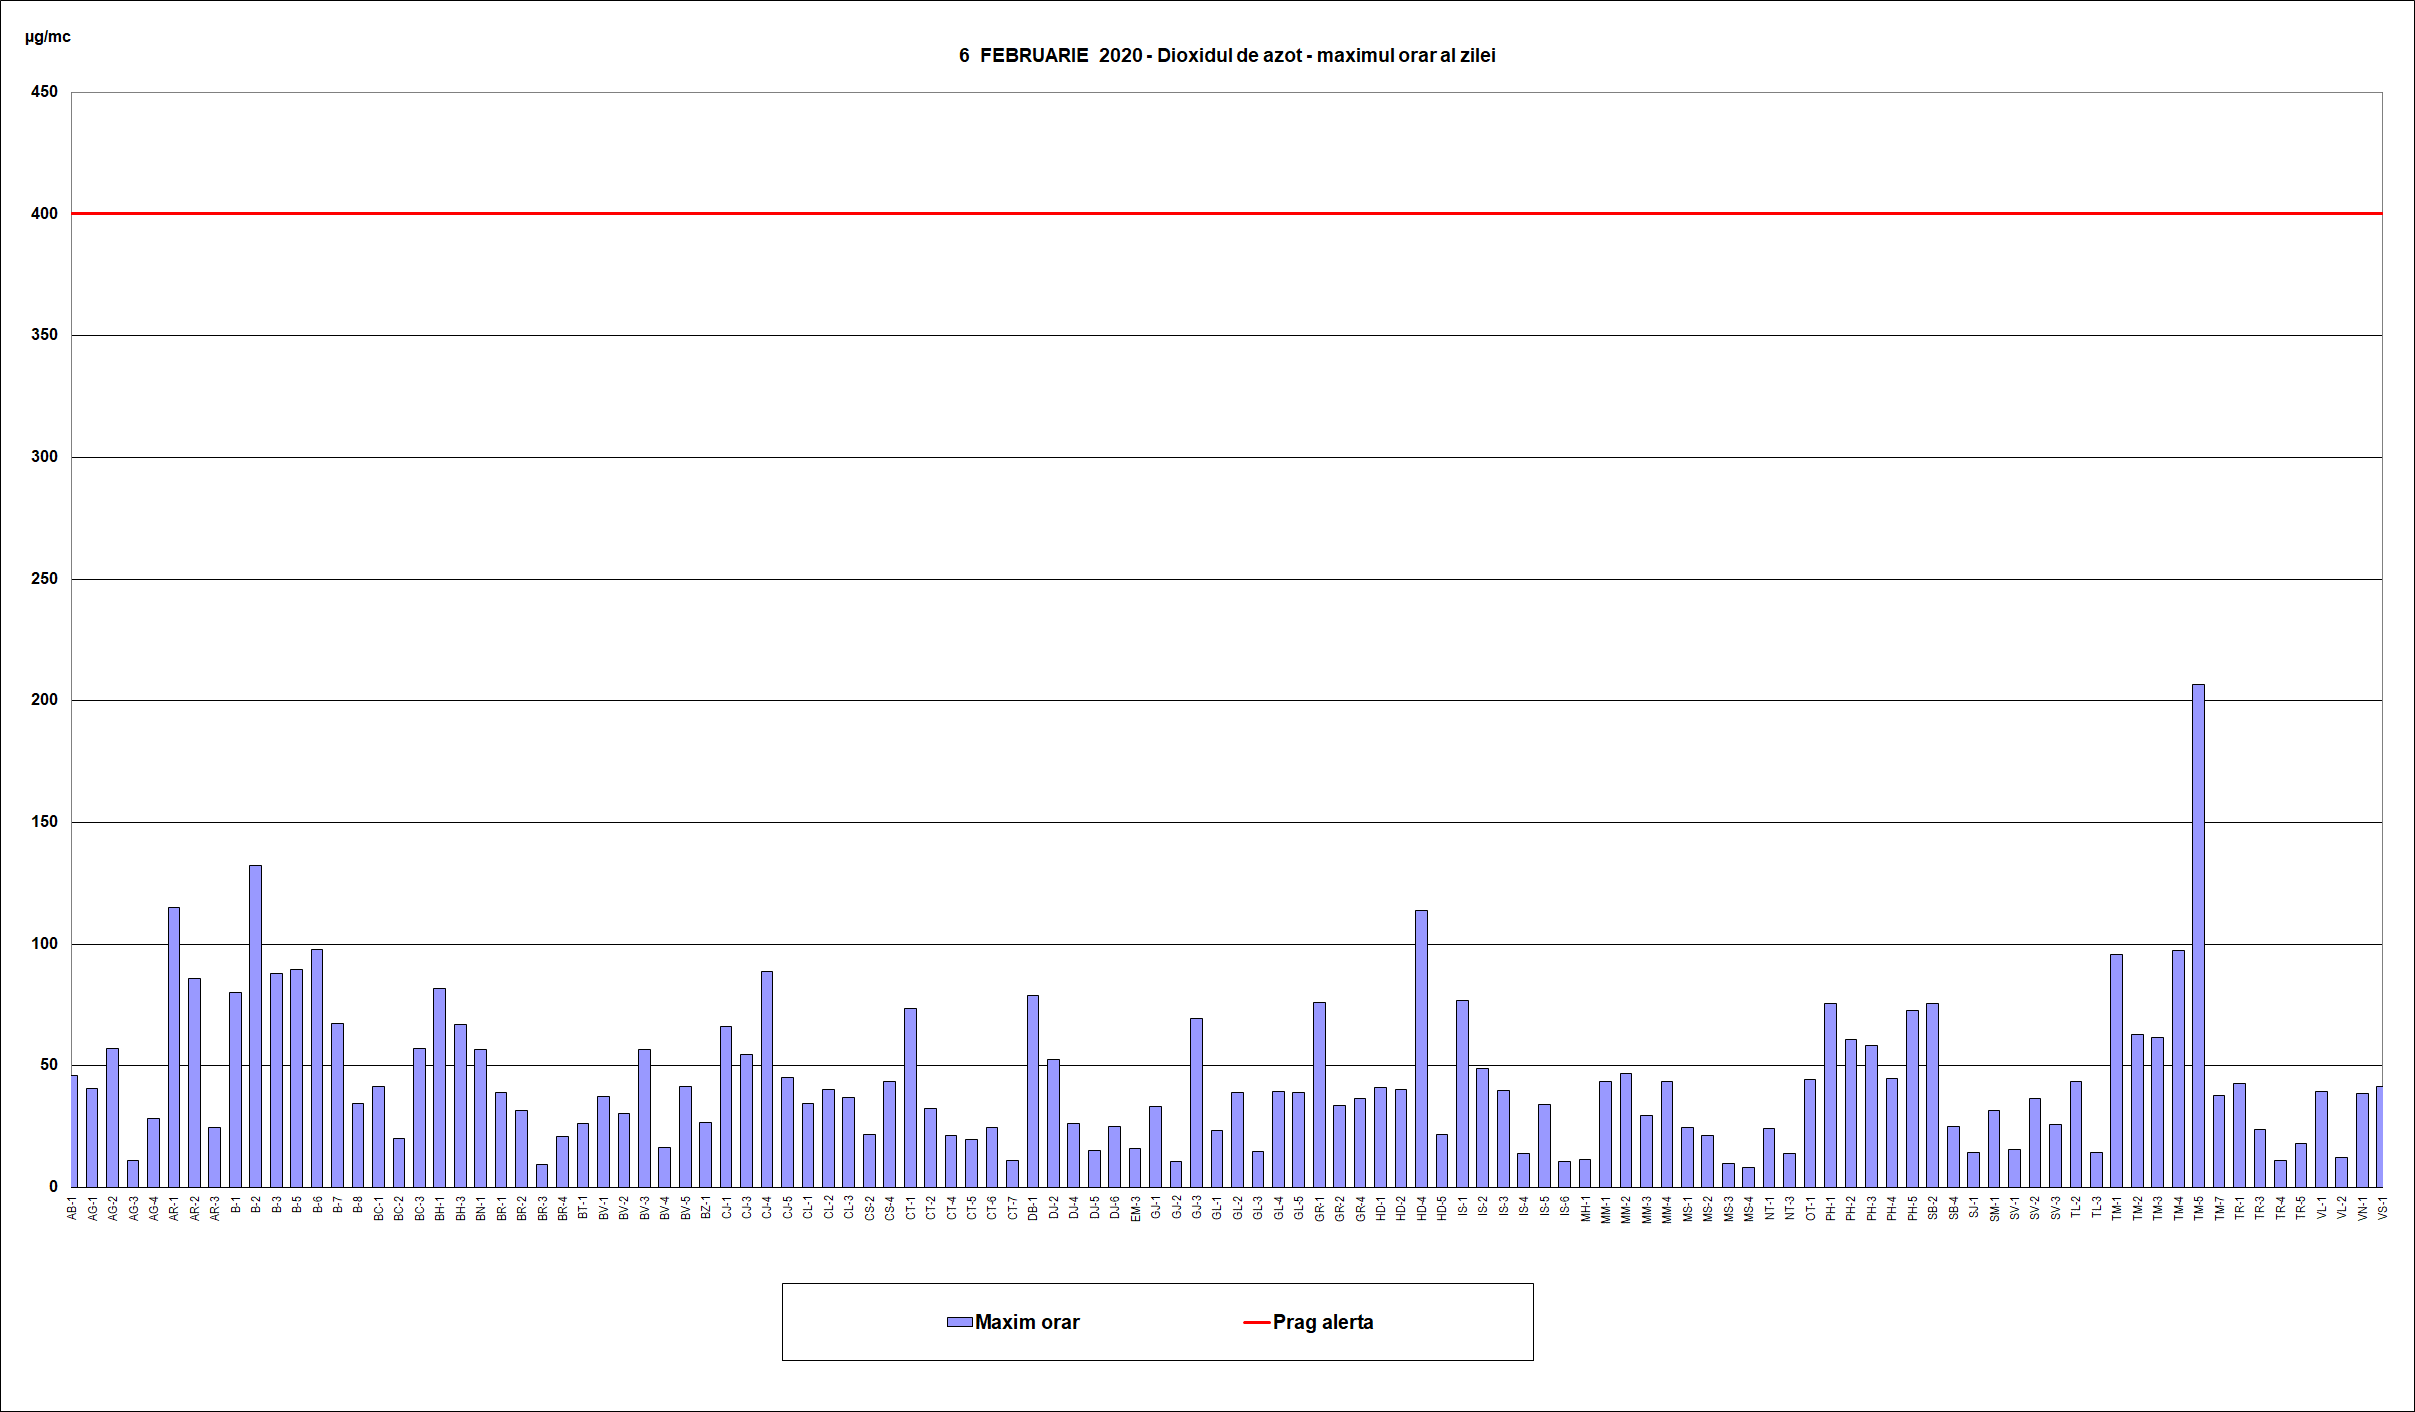 µg/mc
6 FEBRUARIE 2020 - Dioxidul de azot - maximul orar al zilei
450
400
350
300
250
200
150
100
50
0
AB-1 AG-1 AG-2 AG-3 AG-4 AR-1 AR-2 AR-3 B-1 B-2 B-3 B-5 B-6 B-7 B-8 BC-1 BC-2 BC-3 BH-1 BH-3 BN-1 BR-1 BR-2 BR-3 BR-4 BT-1 BV-1 BV-2 BV-3 BV-4 BV-5 BZ-1 CJ-1 CJ-3 CJ-4 CJ-5 CL-1 CL-2 CL-3 CS-2 CS-4 CT-1 CT-2 CT-4 CT-5 CT-6 CT-7 DB-1 DJ-2 DJ-4 DJ-5 DJ-6 EM-3 GJ-1 GJ-2 GJ-3 GL-1 GL-2 GL-3 GL-4 GL-5 GR-1 GR-2 GR-4 HD-1 HD-2 HD-4 HD-5 IS-1 IS-2 IS-3 IS-4 IS-5 IS-6 MH-1 MM-1 MM-2 MM-3 MM-4 MS-1 MS-2 MS-3 MS-4 NT-1 NT-3 OT-1 PH-1 PH-2 PH-3 PH-4 PH-5 SB-2 SB-4 SJ-1 SM-1 SV-1 SV-2 SV-3 TL-2 TL-3 TM-1 TM-2 TM-3 TM-4 TM-5 TM-7 TR-1 TR-3 TR-4 TR-5 VL-1 VL-2 VN-1 VS-1
Maxim orar Prag alerta